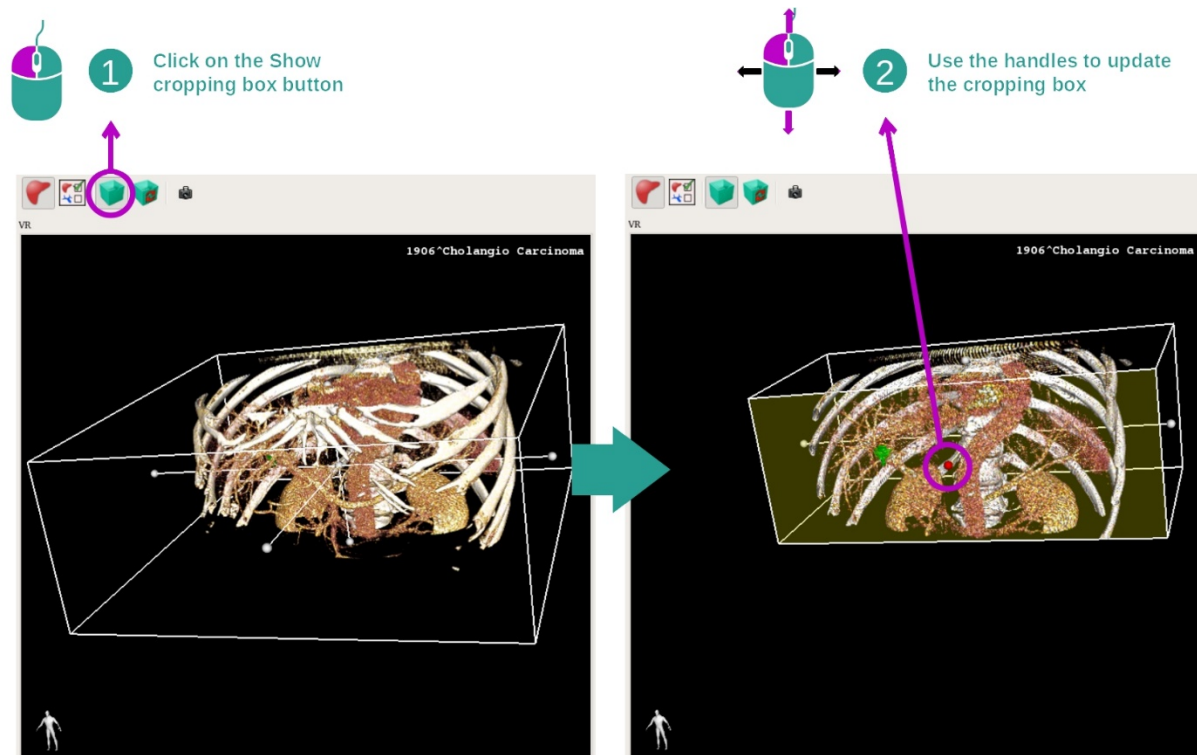 1
Click on the Show
cropping box button
2
Use the handles to update
the cropping box
VR
1906^Cholangio Carcinoma
VR
1906^Cholangio Carcinoma